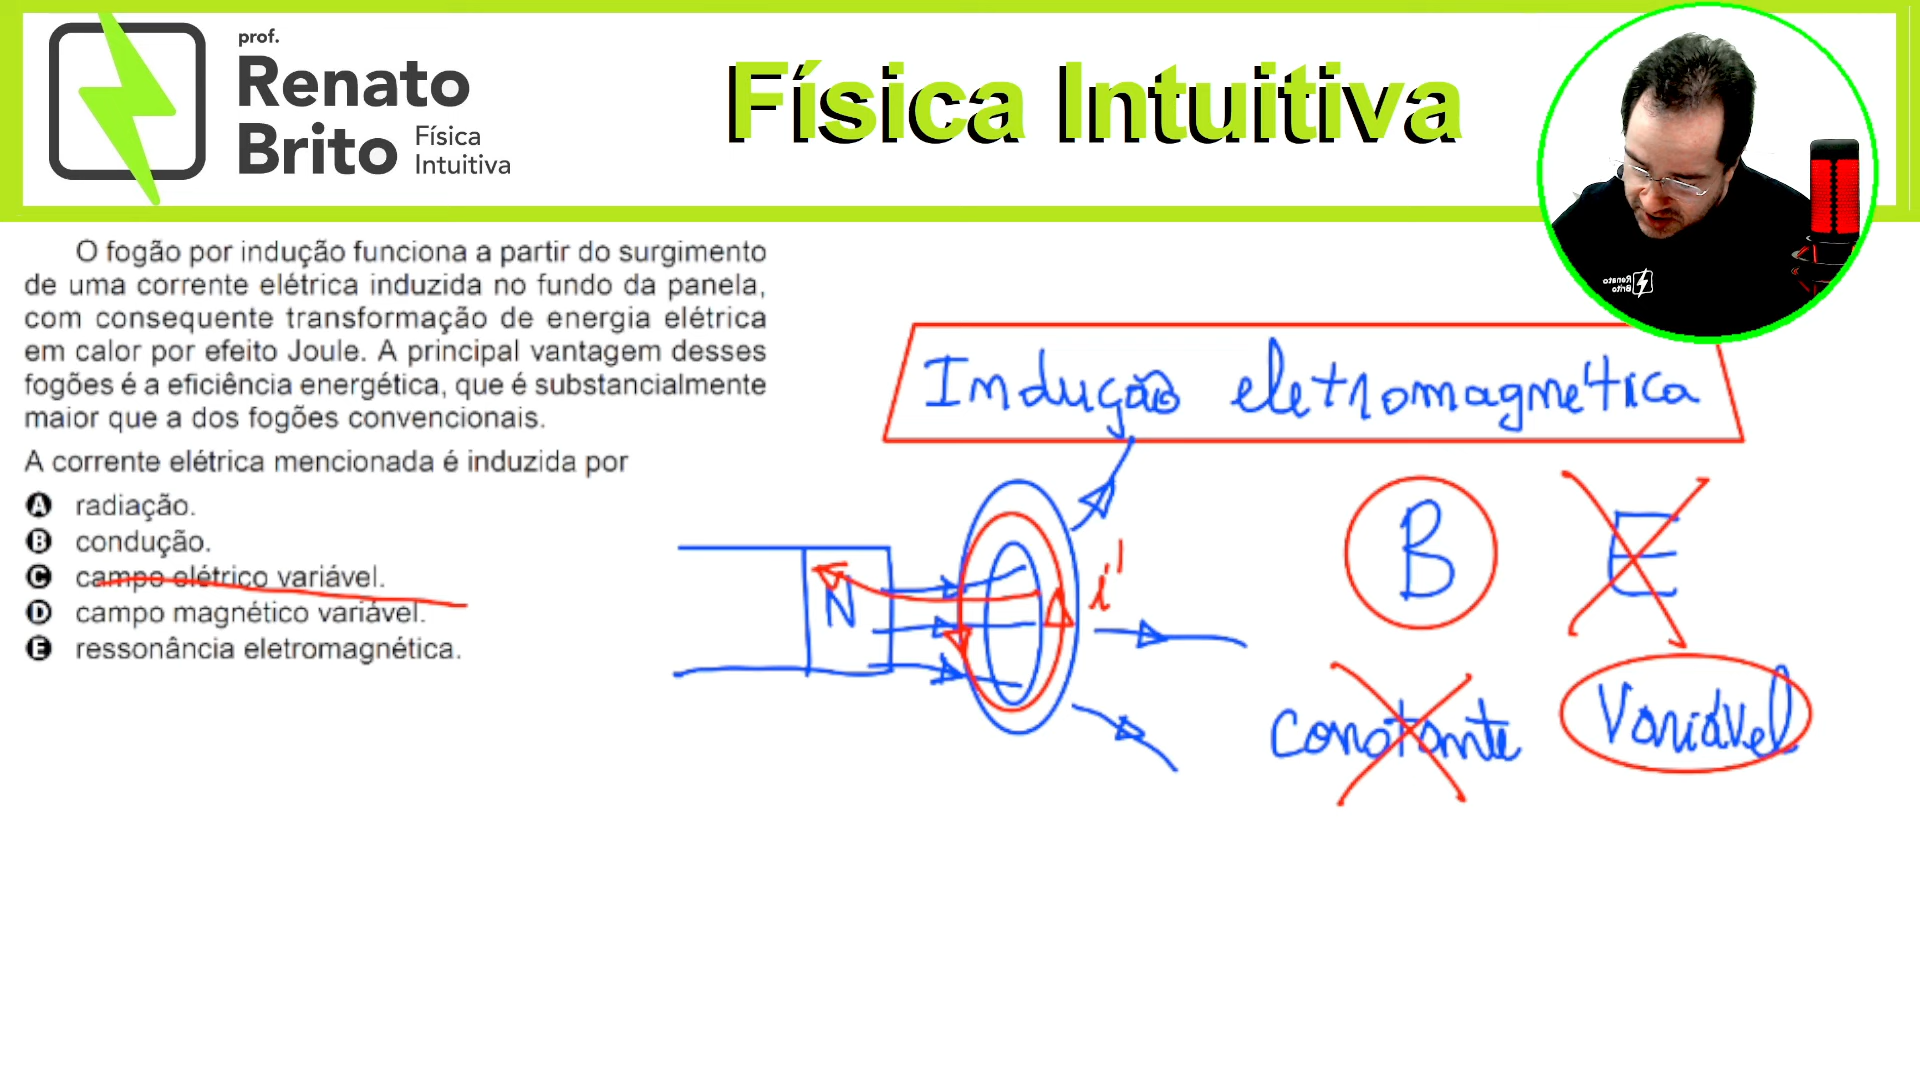 prof.
Renato
Brito Física
Intuitiva
Física Intuitiva
O fogão por indução funciona a partir do surgimento
de uma corrente elétrica induzida no fundo da panela,
com consequente transformação de energia elétrica
em calor por efeito Joule. A principal vantagem desses
fogões é a eficiência energética, que é substancialmente
maior que a dos fogões convencionais.
A corrente elétrica mencionada é induzida por
A radiação.
B condução.
C campo elétrico variável.
D campo magnético variável.
E ressonância eletromagnética.
Indução eletromagnética
N
i'
B
E
constante
Variável
Renato
Brito